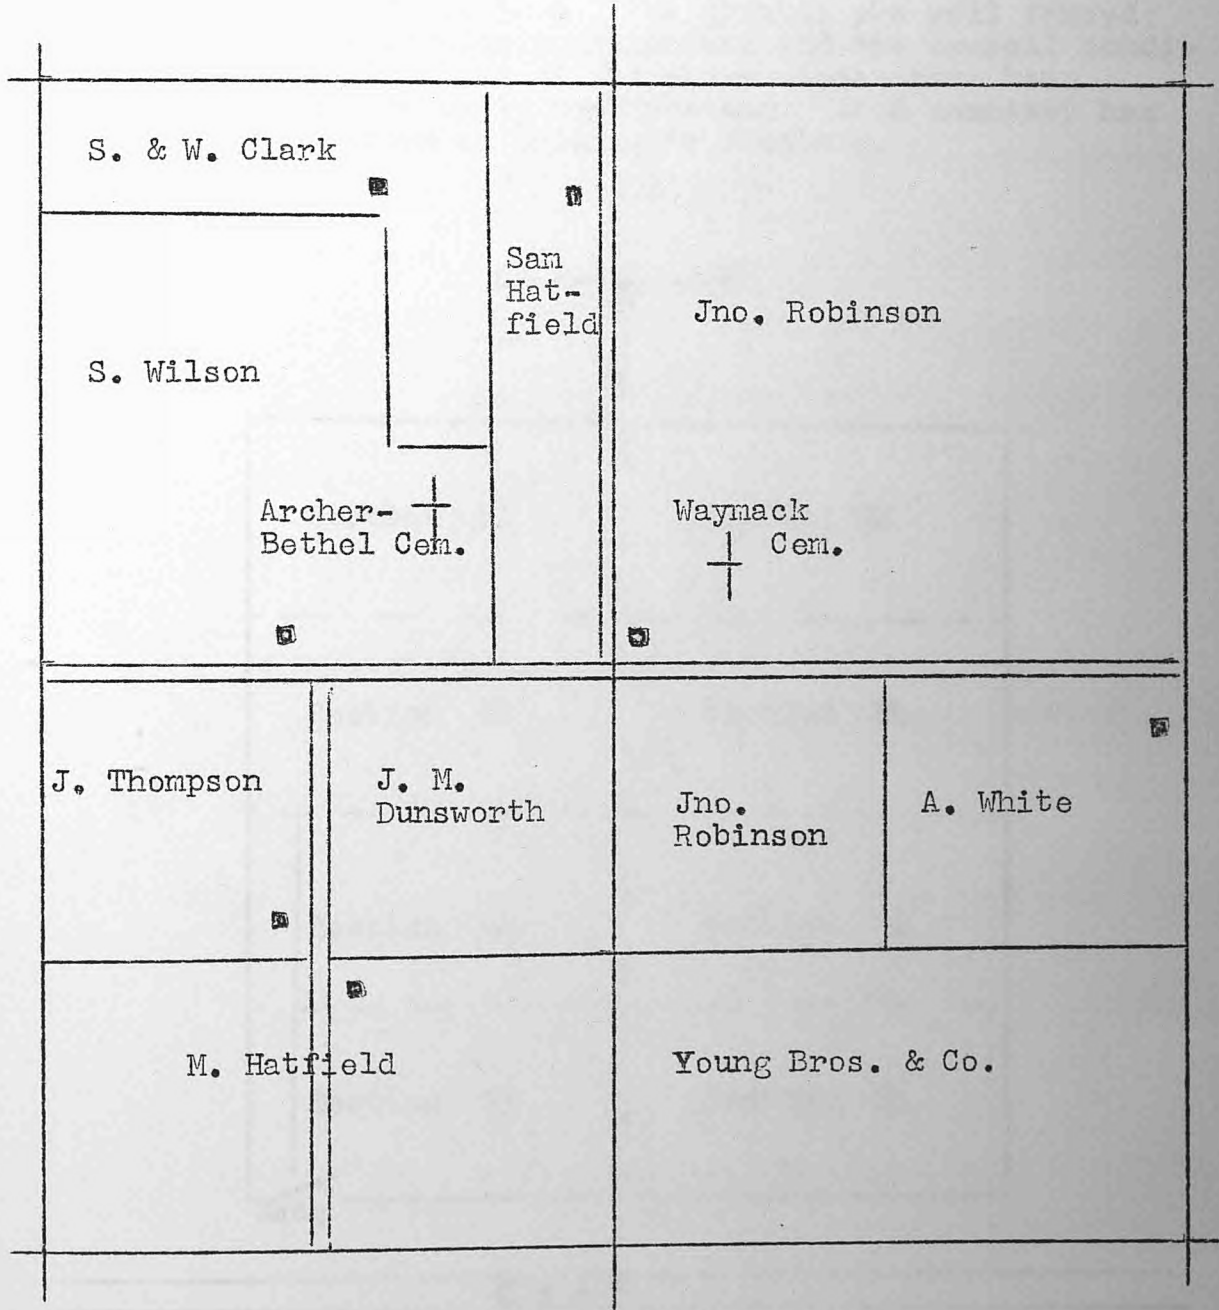 S. & W. Clark
Sam
Hat-
field
Jno. Robinson
S. Wilson
Archer-
Bethel Cem.
Waymack
Cem.
J. Thompson
J. M.
Dunsworth
Jno.
Robinson
A. White
M. Hatfield
Young Bros. & Co.